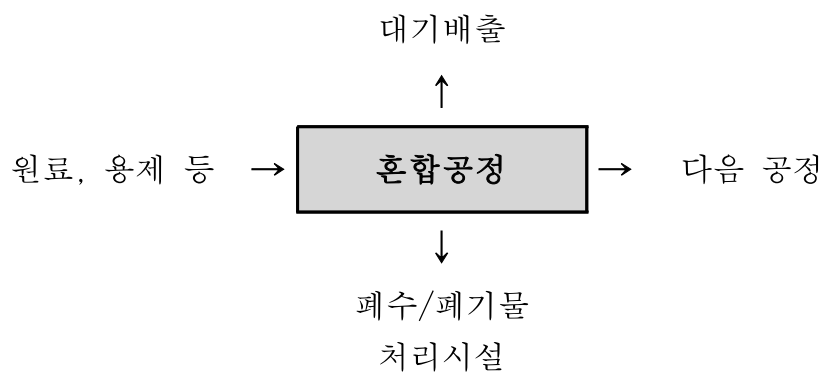 대기배출
↑
원료, 용제 등 → 혼합공정 → 다음 공정
↓
폐수/폐기물
처리시설